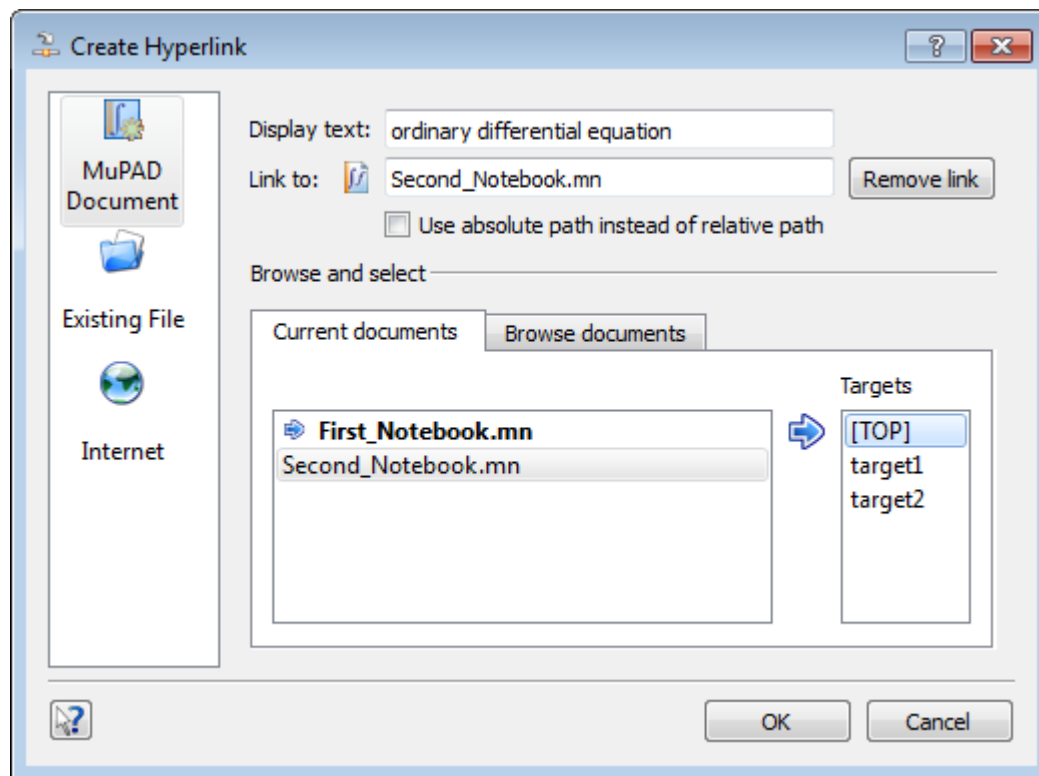 Create Hyperlink
MuPAD
Document
Existing File
Internet
Display text: ordinary differential equation
Link to: Second_Notebook.mn Remove link
Use absolute path instead of relative path
Browse and select
Current documents Browse documents
Targets
First_Notebook.mn
Second_Notebook.mn
[TOP]
target1
target2
OK Cancel